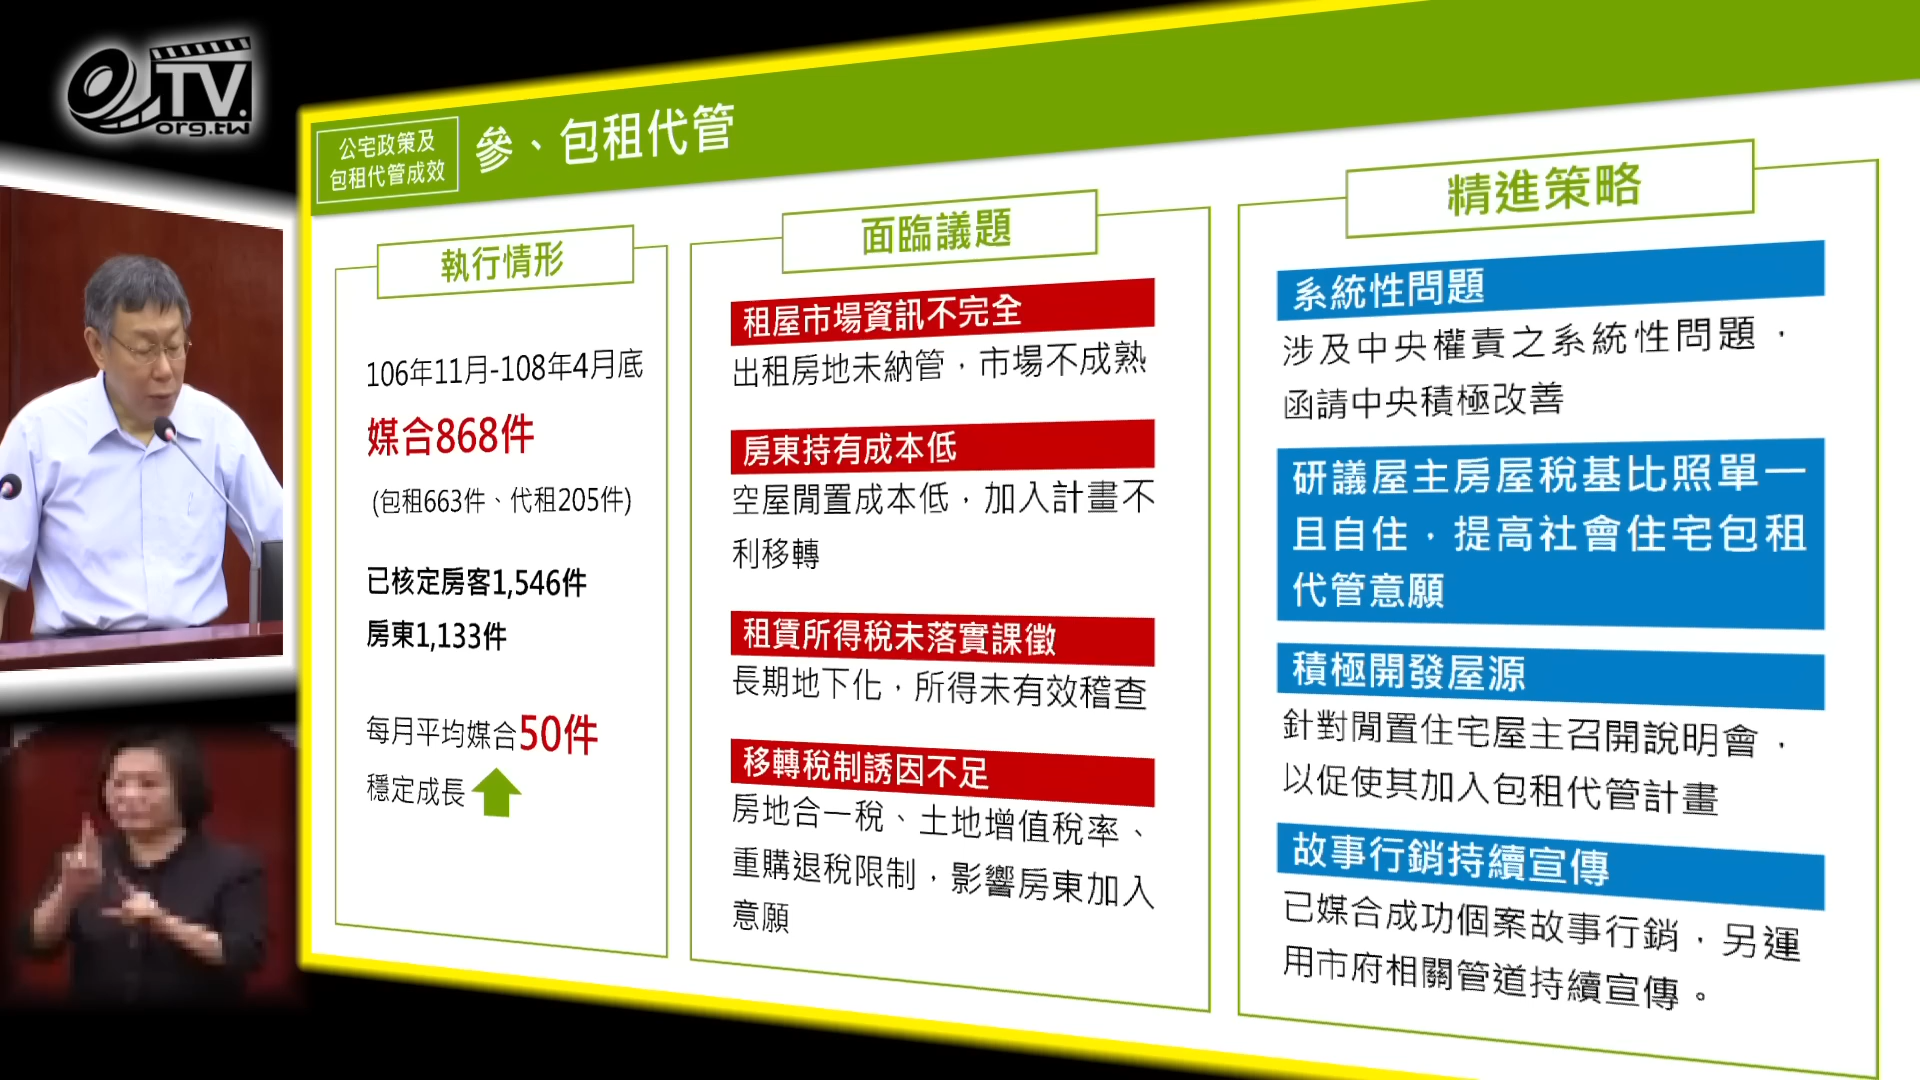 TV.
org.tw
公宅政策及
包租代管成效
參、包租代管
執行情形
106年11月-108年4月底
媒合868件
(包租663件、代租205件)
已核定房客1,546件
房東1,133件
每月平均媒合50件
穩定成長
面臨議題
租屋市場資訊不完全
出租房地未納管，市場不成熟
房東持有成本低
空屋閒置成本低，加入計畫不
利移轉
租賃所得稅未落實課徵
長期地下化，所得未有效稽查
移轉稅制誘因不足
房地合一稅、土地增值稅率、
重購退稅限制，影響房東加入
意願
精進策略
系統性問題
涉及中央權責之系統性問題，
函請中央積極改善
研議屋主房屋稅基比照單一
且自住，提高社會住宅包租
代管意願
積極開發屋源
針對閒置住宅屋主召開說明會，
以促使其加入包租代管計畫
故事行銷持續宣傳
已媒合成功個案故事行銷，另運
用市府相關管道持續宣傳。